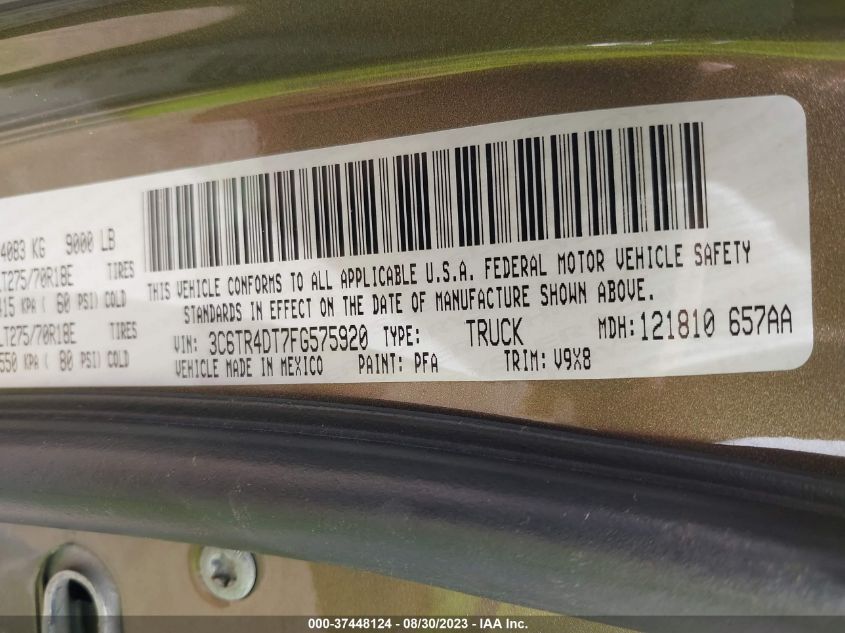 4083 KG 9000 LB
LT275/70R18E TIRES
415 KPA ( 60 PSI) COLD
LT275/70R18E TIRES
550 KPA ( 80 PSI) COLD
THIS VEHICLE CONFORMS TO ALL APPLICABLE U.S.A. FEDERAL MOTOR VEHICLE SAFETY
STANDARDS IN EFFECT ON THE DATE OF MANUFACTURE SHOWN ABOVE.
VIN: 3C6TR4DT7FG575920 TYPE: TRUCK MDH: 121810 657AA
VEHICLE MADE IN MEXICO PAINT: PFA TRIM: V9X8
000-37448124 - 08/30/2023 - IAA Inc.